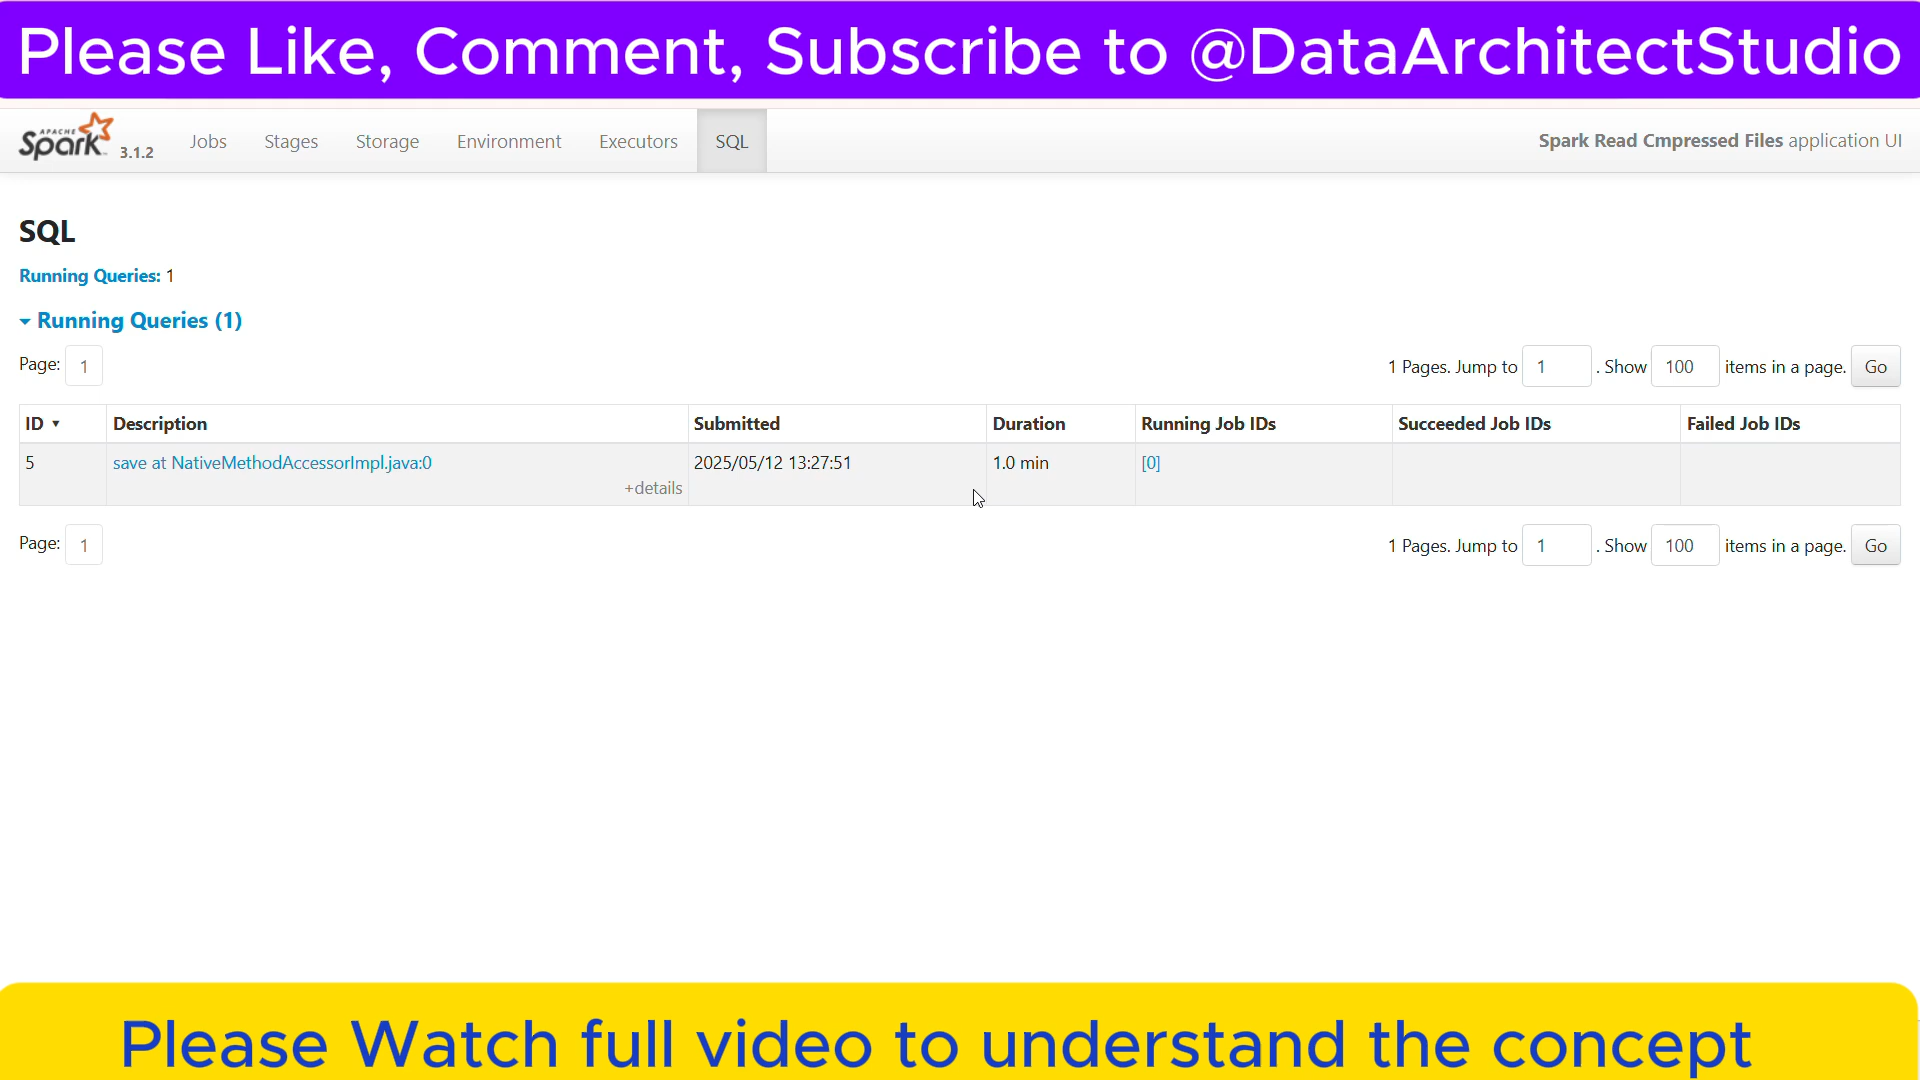 Please Like, Comment, Subscribe to @DataArchitectStudio
APACHE Spark 3.1.2 Jobs Stages Storage Environment Executors SQL Spark Read Cmpressed Files application UI
SQL
Running Queries: 1
Running Queries (1)
Page: 1 1 Pages. Jump to 1 . Show 100 items in a page. Go
ID ▾ Description Submitted Duration Running Job IDs Succeeded Job IDs Failed Job IDs
5 save at NativeMethodAccessorImpl.java:0 2025/05/12 13:27:51 1.0 min [0]
+details
Page: 1 1 Pages. Jump to 1 . Show 100 items in a page. Go
Please Watch full video to understand the concept